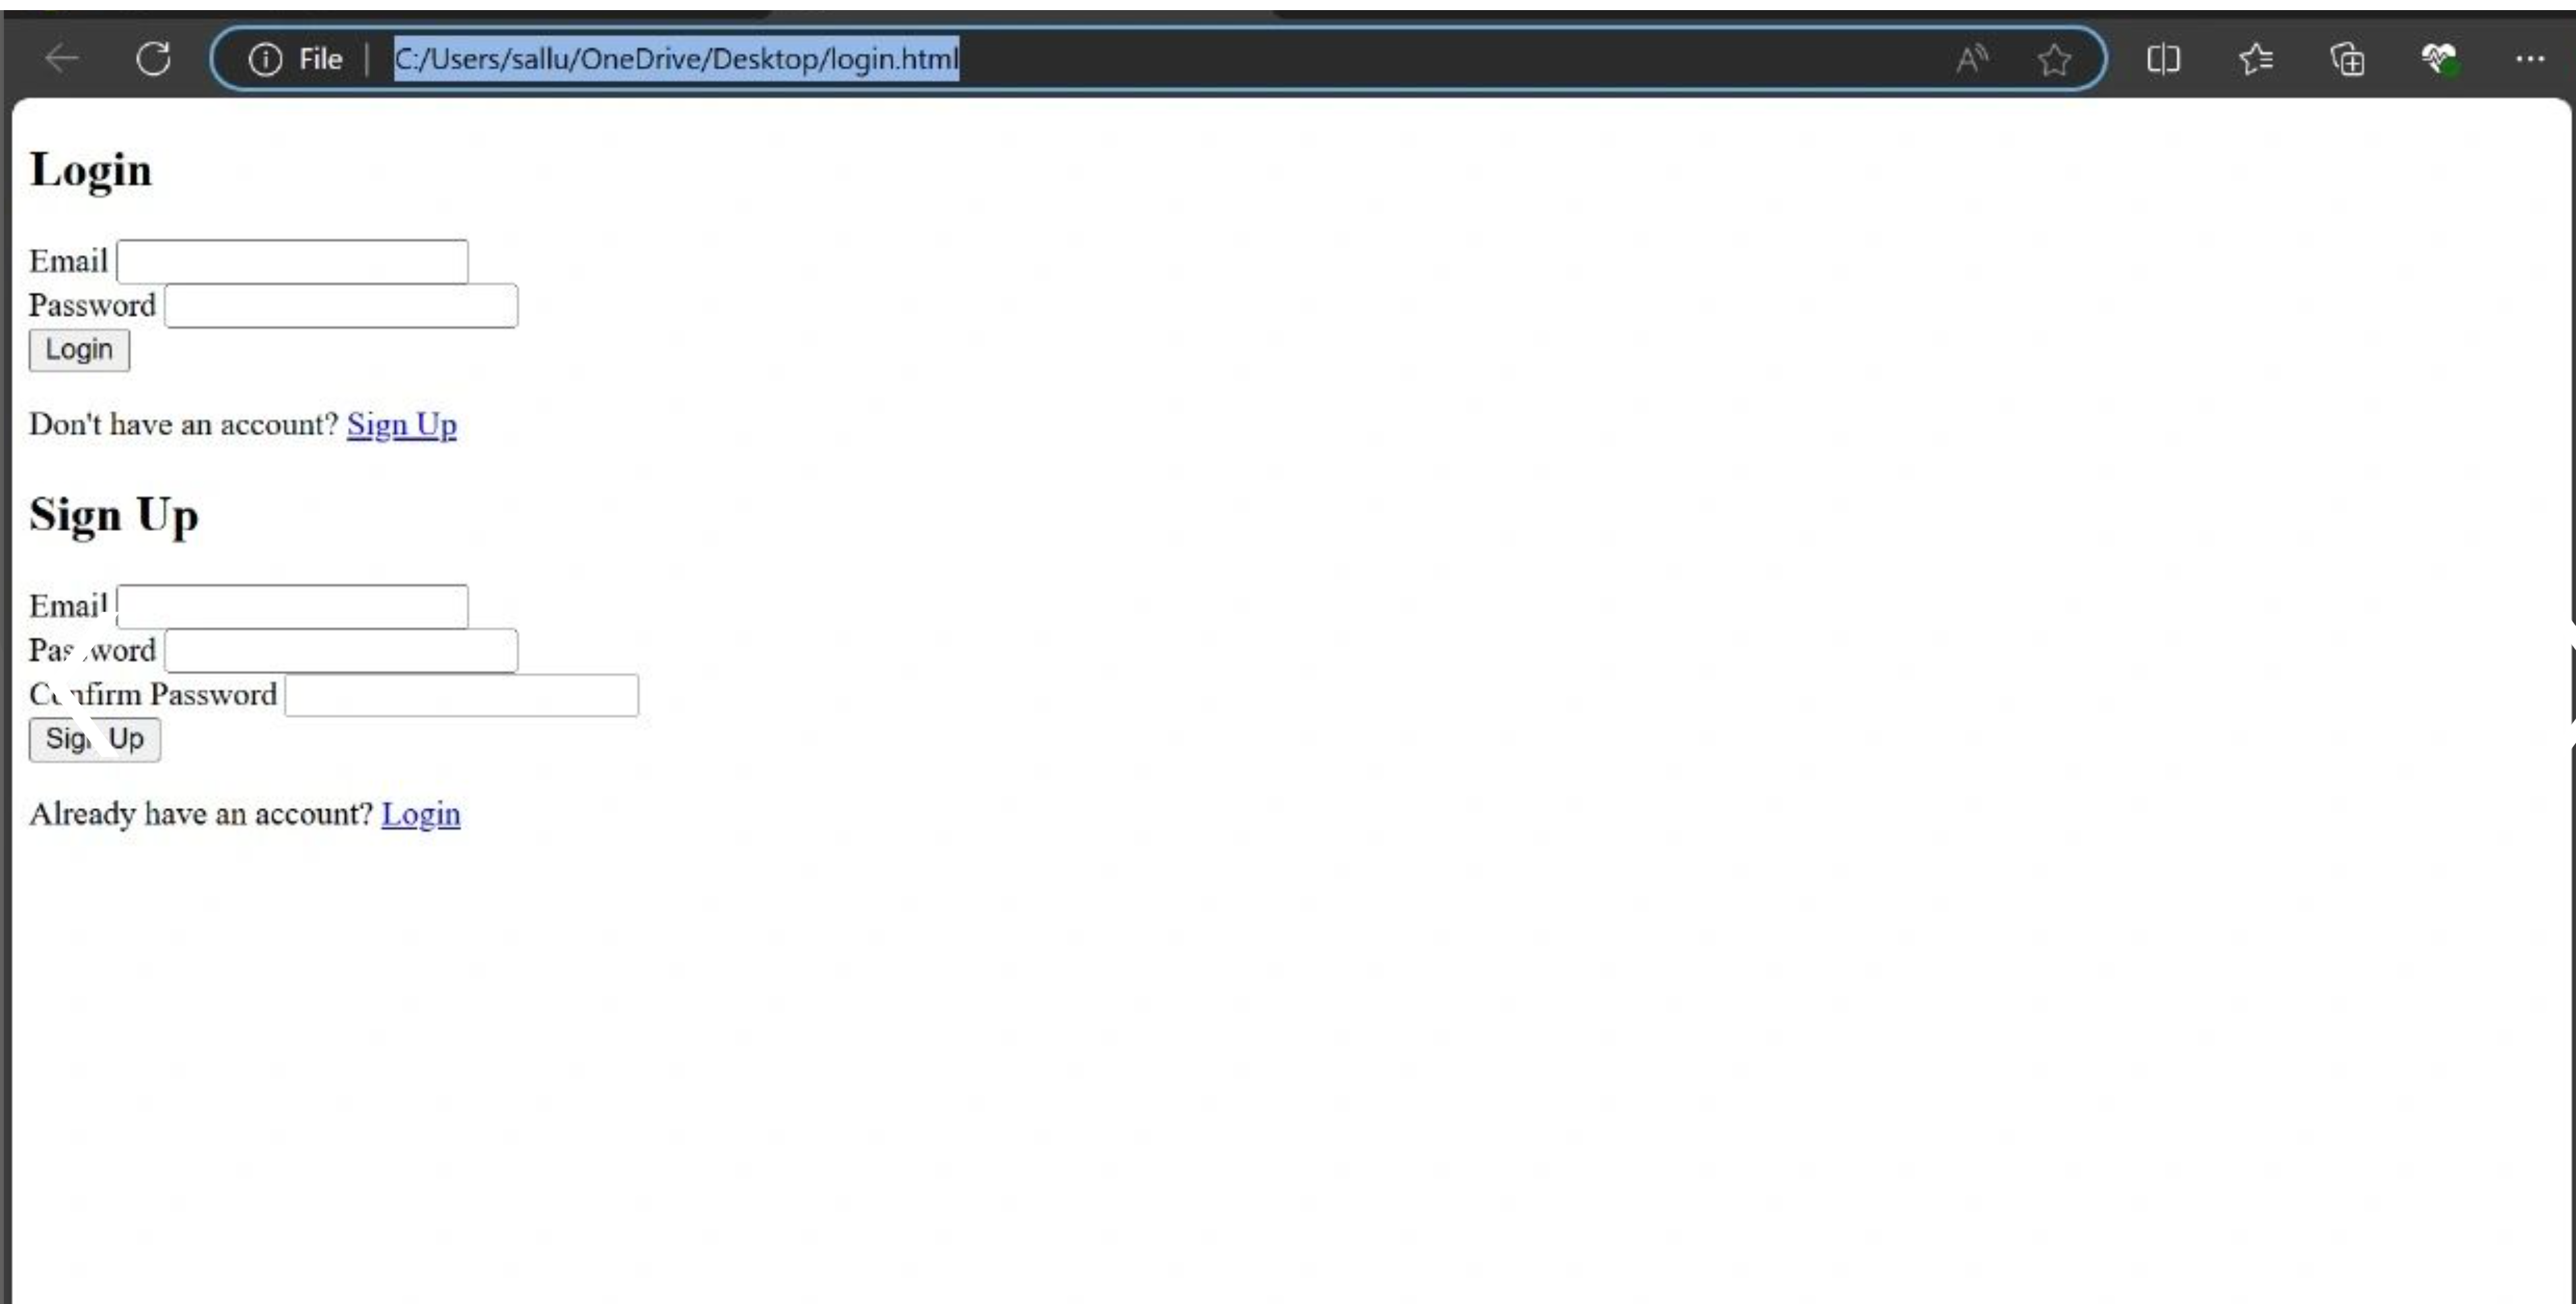 File | C:/Users/sallu/OneDrive/Desktop/login.html
Login
Email
Password
Login
Don't have an account? Sign Up
Sign Up
Email
Password
Confirm Password
Sign Up
Already have an account? Login